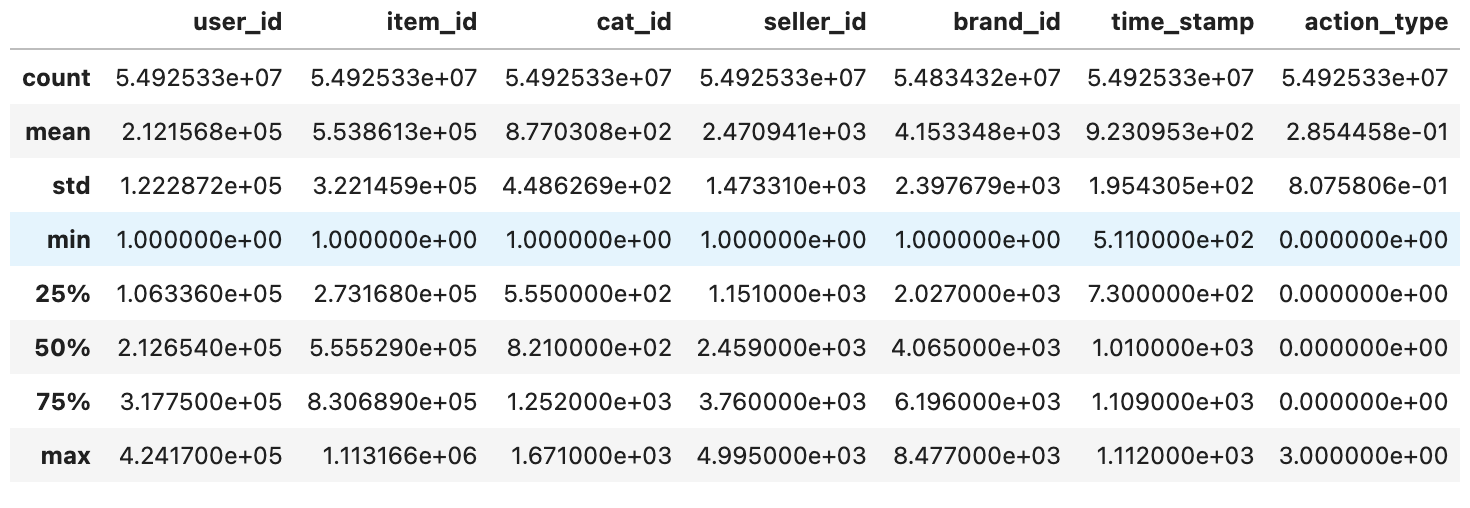 user_id item_id cat_id seller_id brand_id time_stamp action_type
count 5.492533e+07 5.492533e+07 5.492533e+07 5.492533e+07 5.483432e+07 5.492533e+07 5.492533e+07
mean 2.121568e+05 5.538613e+05 8.770308e+02 2.470941e+03 4.153348e+03 9.230953e+02 2.854458e-01
std 1.222872e+05 3.221459e+05 4.486269e+02 1.473310e+03 2.397679e+03 1.954305e+02 8.075806e-01
min 1.000000e+00 1.000000e+00 1.000000e+00 1.000000e+00 1.000000e+00 5.110000e+02 0.000000e+00
25% 1.063360e+05 2.731680e+05 5.550000e+02 1.151000e+03 2.027000e+03 7.300000e+02 0.000000e+00
50% 2.126540e+05 5.555290e+05 8.210000e+02 2.459000e+03 4.065000e+03 1.010000e+03 0.000000e+00
75% 3.177500e+05 8.306890e+05 1.252000e+03 3.760000e+03 6.196000e+03 1.109000e+03 0.000000e+00
max 4.241700e+05 1.113166e+06 1.671000e+03 4.995000e+03 8.477000e+03 1.112000e+03 3.000000e+00